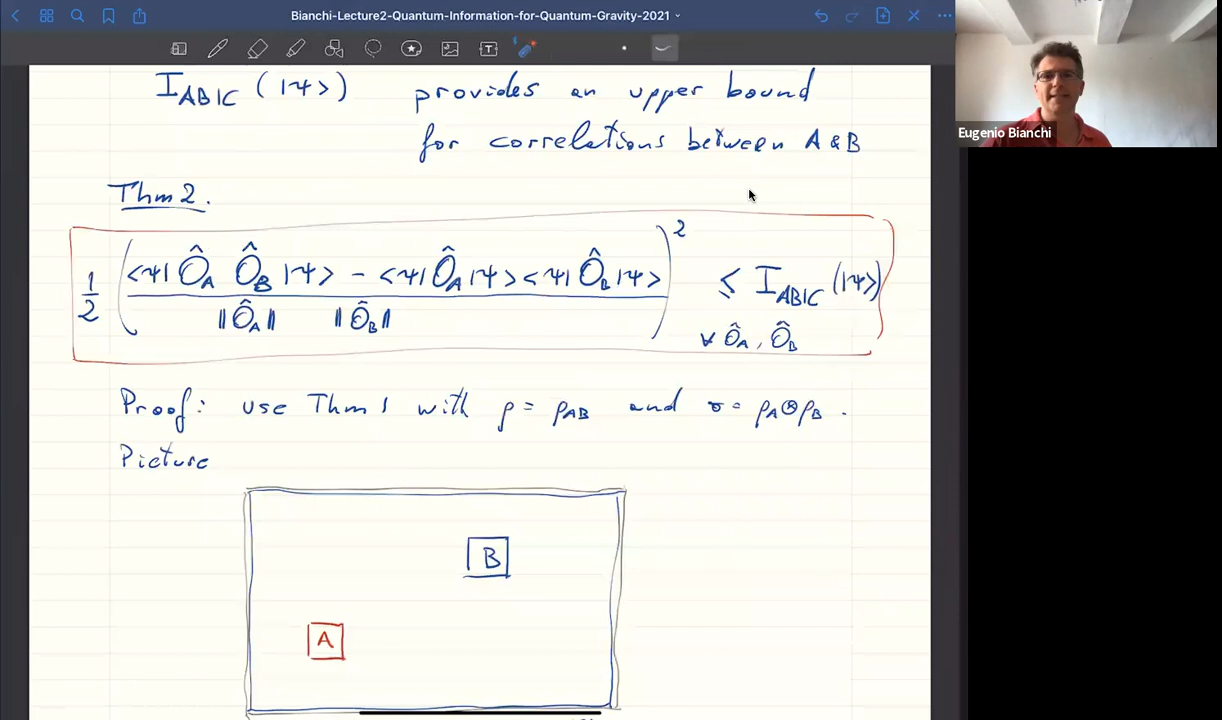 Bianchi-Lecture2-Quantum-Information-for-Quantum-Gravity-2021
I_{AB|C} (|ψ>) provides an upper bound
for correlations between A & B
Thm 2.
1/2 ( (<ψ| Ô_A Ô_B |ψ> - <ψ| Ô_A |ψ> <ψ| Ô_B |ψ>) / (‖Ô_A‖ ‖Ô_B‖) )² ≤ I_{AB|C} (|ψ>)
∀ Ô_A, Ô_B
Proof: use Thm 1 with ρ = ρ_AB and σ = ρ_A⊗ρ_B .
Picture
B
A
Eugenio Bianchi